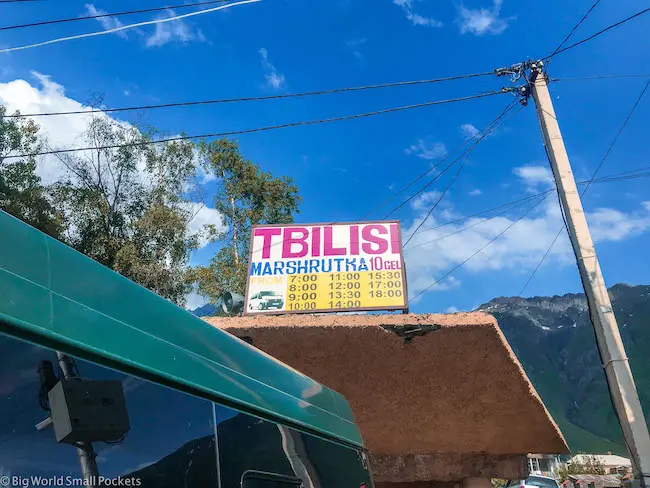 TBILISI
MARSHRUTKA 10 GEL
FROM 7:00 11:00 15:30
8:00 12:00 17:00
9:00 13:30 18:00
10:00 14:00
©Big World Small Pockets